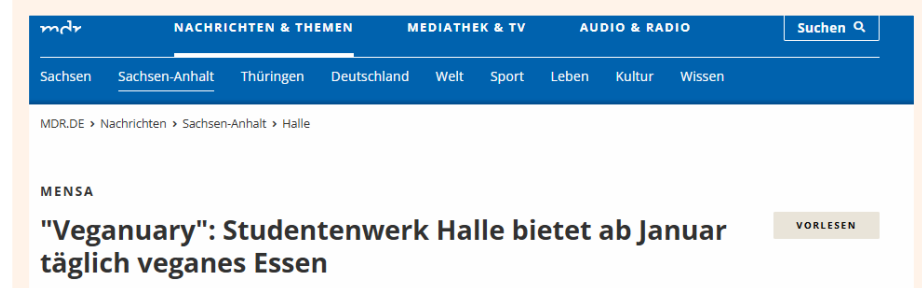 mdr NACHRICHTEN & THEMEN MEDIATHEK & TV AUDIO & RADIO Suchen
Sachsen Sachsen-Anhalt Thüringen Deutschland Welt Sport Leben Kultur Wissen
MDR.DE > Nachrichten > Sachsen-Anhalt > Halle
MENSA
"Veganuary": Studentenwerk Halle bietet ab Januar
täglich veganes Essen
VORLESEN